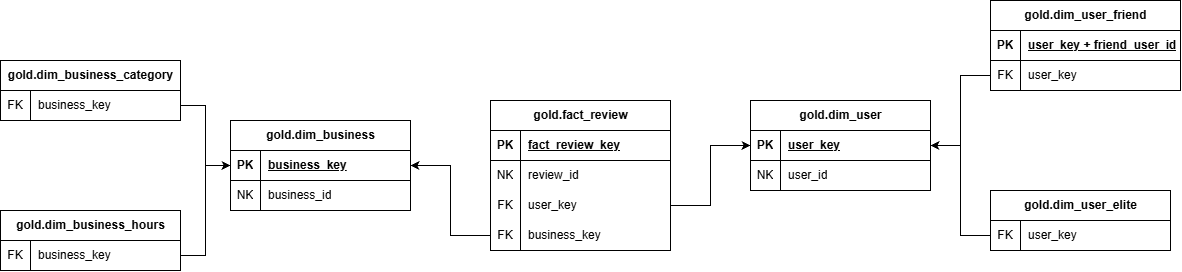 gold.dim_user_friend
PK user_key + friend_user_id
FK user_key
gold.dim_business_category
FK business_key
gold.dim_business
PK business_key
NK business_id
gold.fact_review
PK fact_review_key
NK review_id
FK user_key
FK business_key
gold.dim_user
PK user_key
NK user_id
gold.dim_business_hours
FK business_key
gold.dim_user_elite
FK user_key